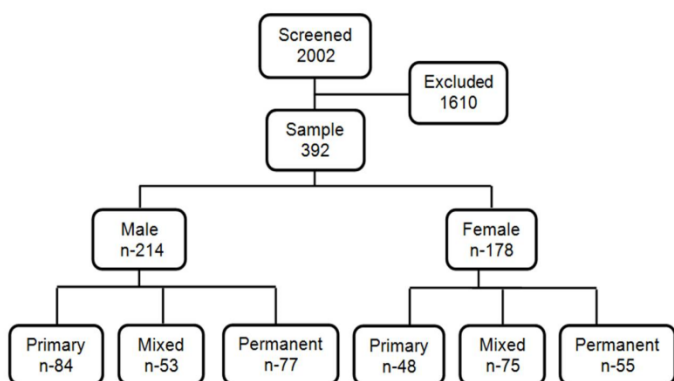 Screened
2002
Excluded
1610
Sample
392
Male
n-214
Female
n-178
Primary
n-84
Mixed
n-53
Permanent
n-77
Primary
n-48
Mixed
n-75
Permanent
n-55